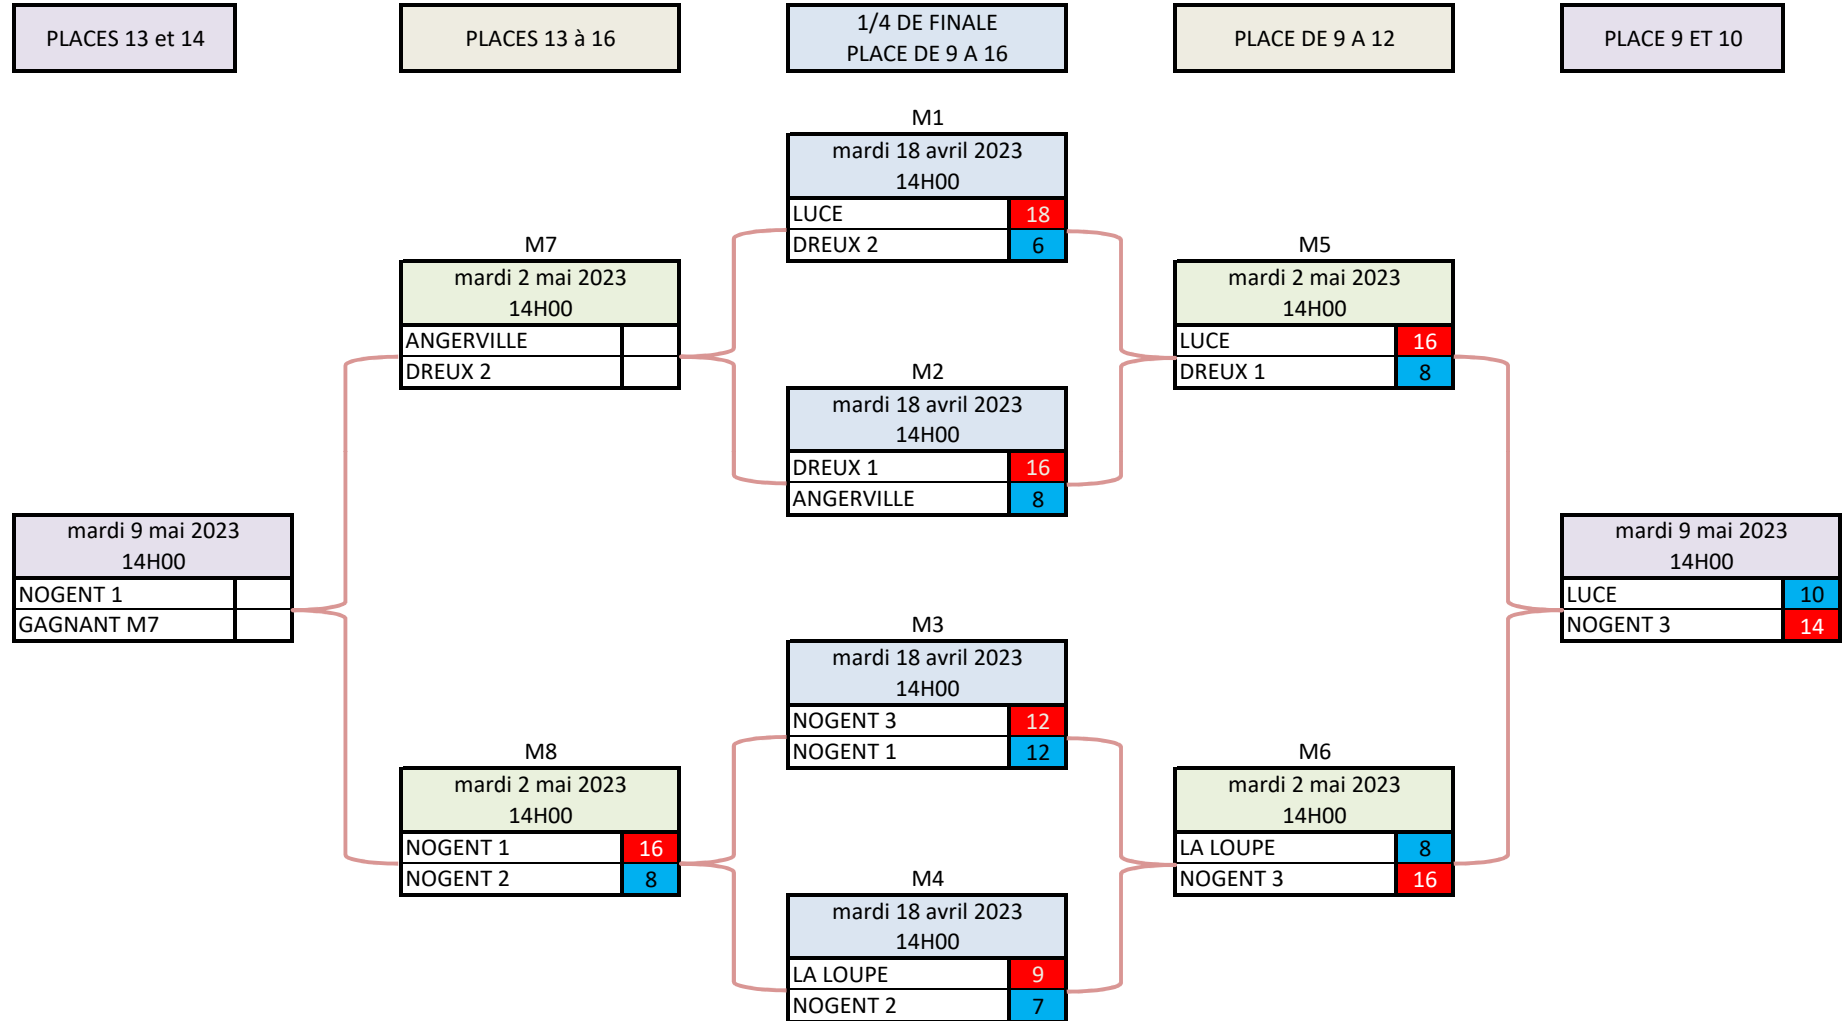 PLACES 13 et 14
PLACES 13 à 16
1/4 DE FINALE
PLACE DE 9 A 16
PLACE DE 9 A 12
PLACE 9 ET 10
M1
mardi 18 avril 2023
14H00
LUCE 18
DREUX 2 6
M7
mardi 2 mai 2023
14H00
ANGERVILLE
DREUX 2
M5
mardi 2 mai 2023
14H00
LUCE 16
DREUX 1 8
M2
mardi 18 avril 2023
14H00
DREUX 1 16
ANGERVILLE 8
mardi 9 mai 2023
14H00
NOGENT 1
GAGNANT M7
mardi 9 mai 2023
14H00
LUCE 10
NOGENT 3 14
M3
mardi 18 avril 2023
14H00
NOGENT 3 12
NOGENT 1 12
M8
mardi 2 mai 2023
14H00
NOGENT 1 16
NOGENT 2 8
M6
mardi 2 mai 2023
14H00
LA LOUPE 8
NOGENT 3 16
M4
mardi 18 avril 2023
14H00
LA LOUPE 9
NOGENT 2 7